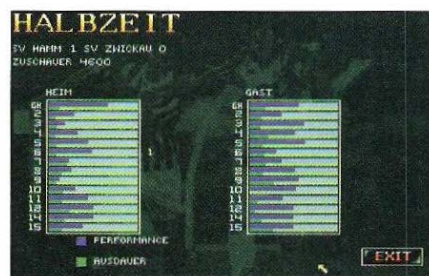 HALBZEIT
SV HAMM 1 SV ZWICKAU 0
ZUSCHAUER 4600
HEIM GAST
GK GK
2 2
3 3
4 4
5 5
6 1 6
7 7
8 8
9 9
10 10
11 11
12 12
14 14
15 15
PERFORMANCE
AUSDAUER
EXIT